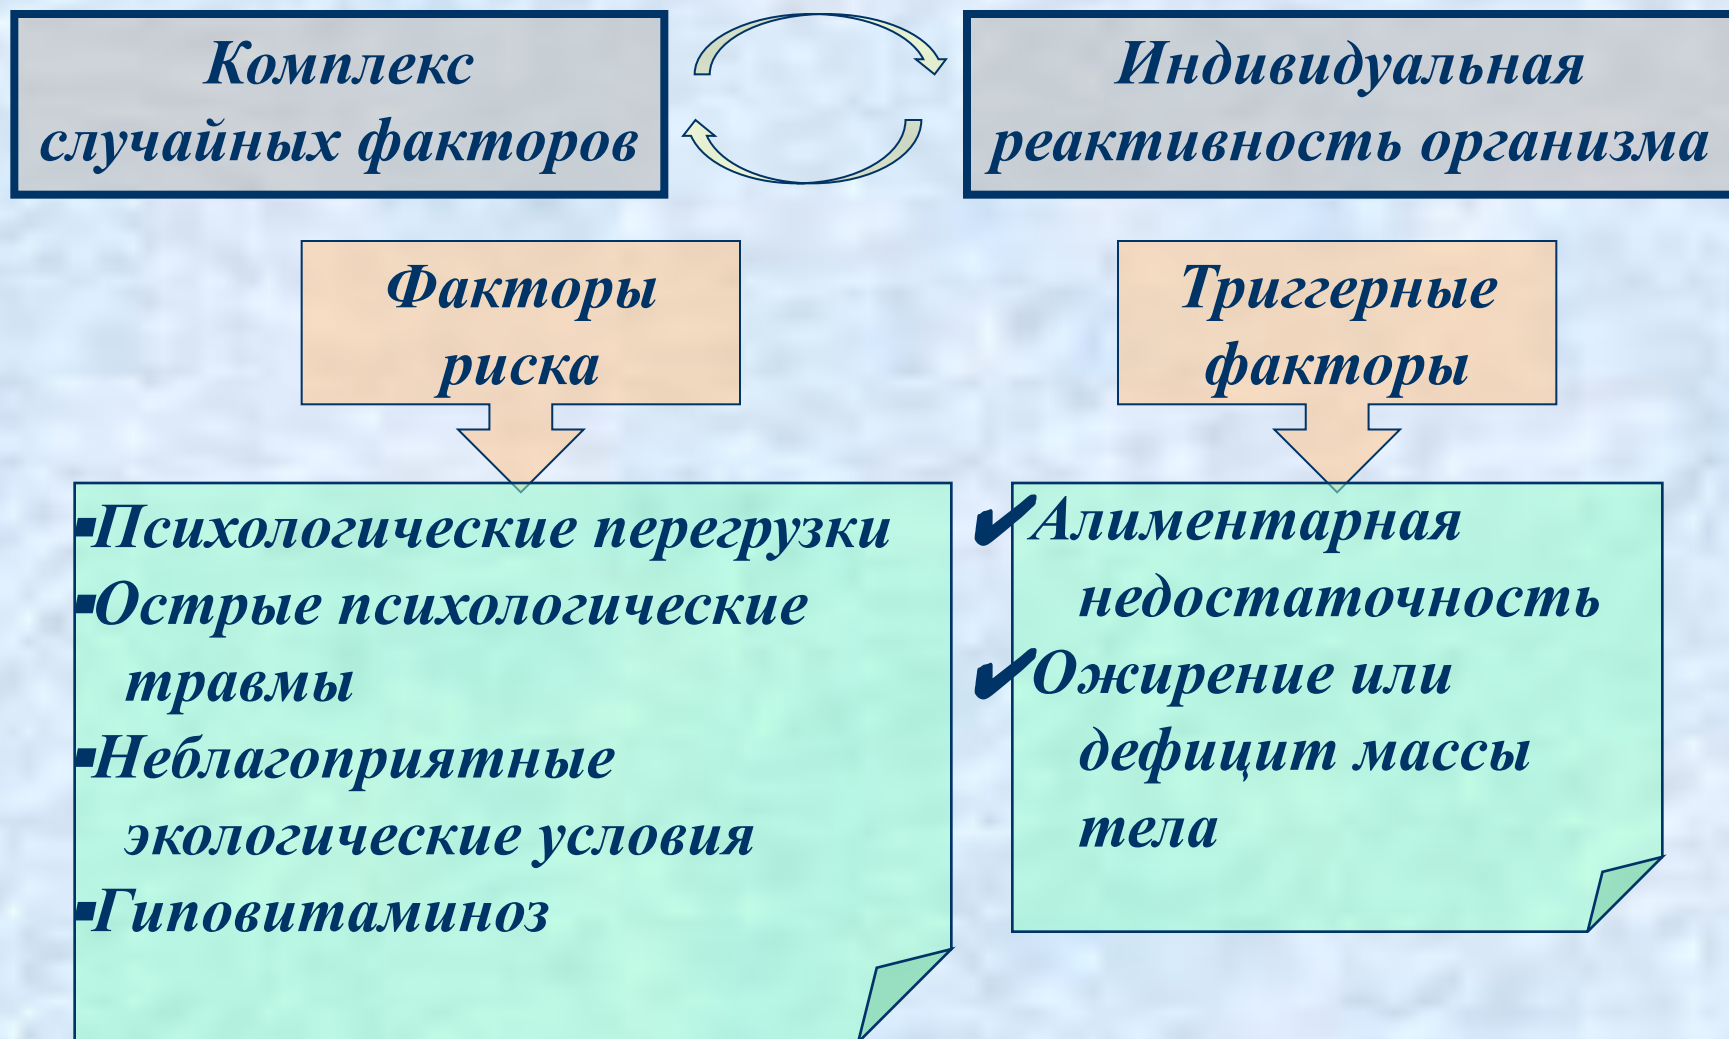 Комплекс
случайных факторов
Индивидуальная
реактивность организма
Факторы
риска
Триггерные
факторы
▪Психологические перегрузки
▪Острые психологические
травмы
▪Неблагоприятные
экологические условия
▪Гиповитаминоз
✔Алиментарная
недостаточность
✔Ожирение или
дефицит массы
тела